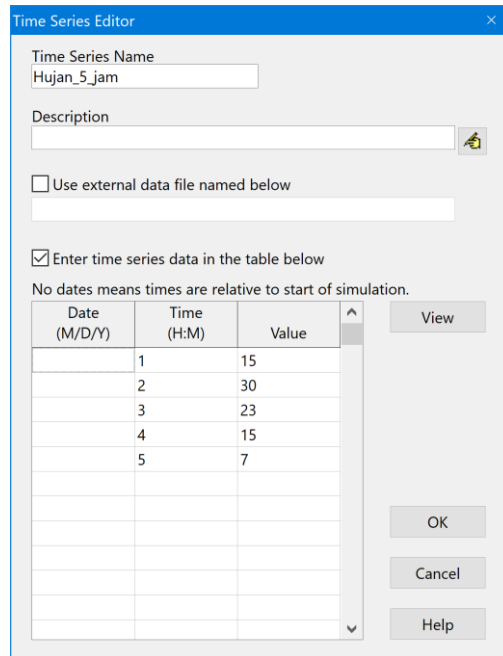 Time Series Editor
Time Series Name
Hujan_5_jam
Description
Use external data file named below
Enter time series data in the table below
No dates means times are relative to start of simulation.
Date Time
(M/D/Y) (H:M) Value
1 15
2 30
3 23
4 15
5 7
View
OK
Cancel
Help